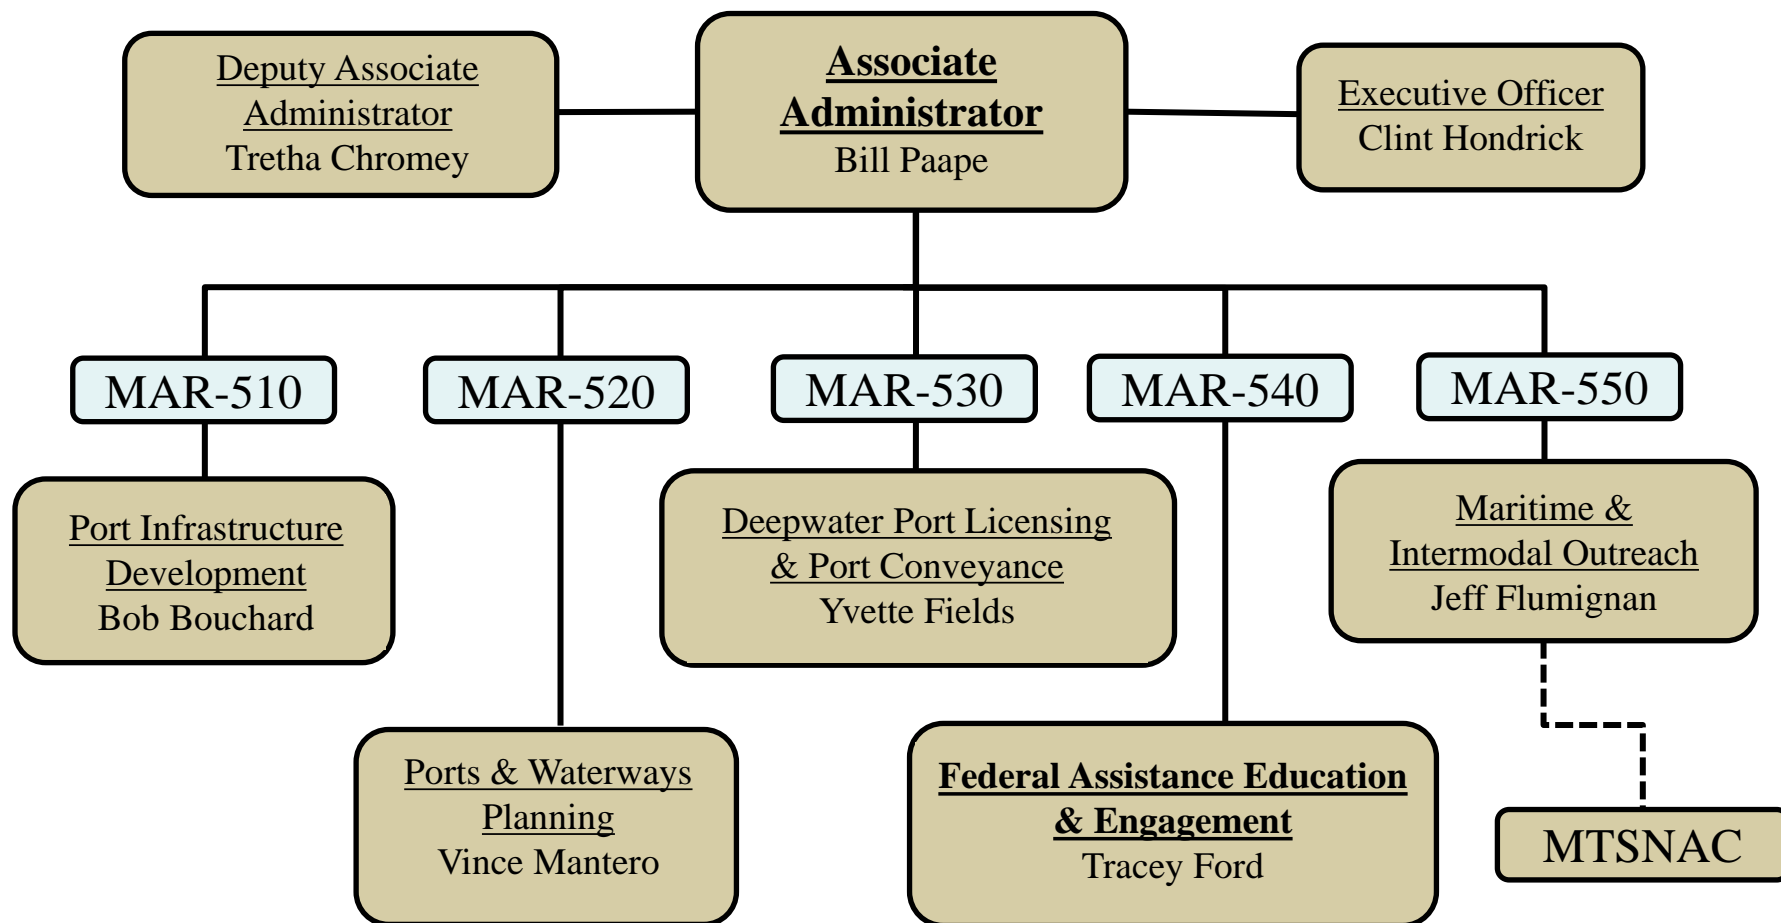 Deputy Associate
Administrator
Tretha Chromey
Associate
Administrator
Bill Paape
Executive Officer
Clint Hondrick
MAR-510
MAR-520
MAR-530
MAR-540
MAR-550
Port Infrastructure
Development
Bob Bouchard
Deepwater Port Licensing
& Port Conveyance
Yvette Fields
Maritime &
Intermodal Outreach
Jeff Flumignan
Ports & Waterways
Planning
Vince Mantero
Federal Assistance Education
& Engagement
Tracey Ford
MTSNAC